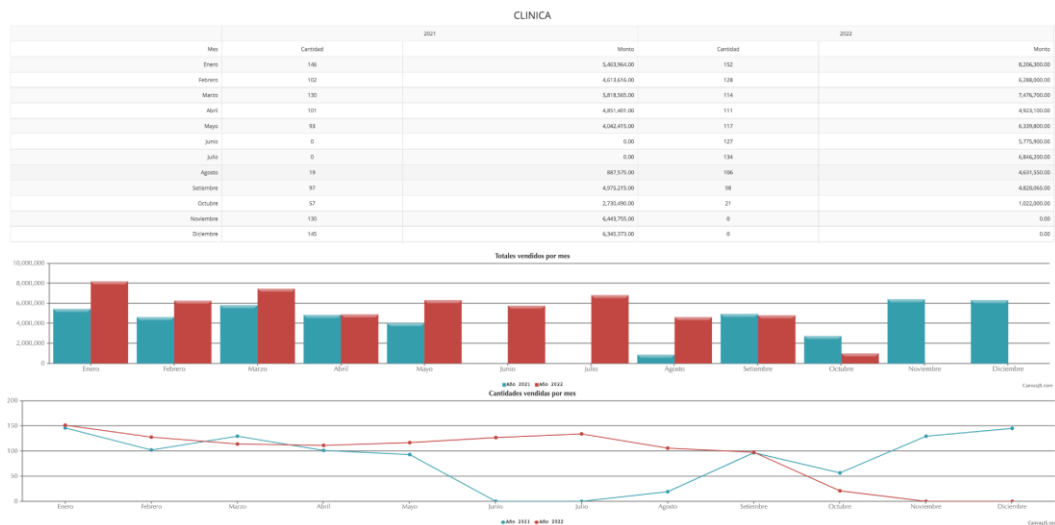 CLINICA
2021 2022
Mes Cantidad Monto Cantidad Monto
Enero 146 5,463,964.00 152 8,206,300.00
Febrero 102 4,613,616.00 128 6,288,000.00
Marzo 130 5,818,565.00 114 7,476,700.00
Abril 101 4,851,401.00 111 4,923,100.00
Mayo 93 4,042,415.00 117 6,339,800.00
Junio 0 0.00 127 5,775,900.00
Julio 0 0.00 134 6,846,200.00
Agosto 19 887,575.00 106 4,631,550.00
Setiembre 97 4,975,215.00 98 4,820,065.00
Octubre 57 2,730,490.00 21 1,022,000.00
Noviembre 130 6,443,755.00 0 0.00
Diciembre 145 6,340,373.00 0 0.00
Totales vendidos por mes
10,000,000
8,000,000
6,000,000
4,000,000
2,000,000
0
Enero Febrero Marzo Abril Mayo Junio Julio Agosto Setiembre Octubre Noviembre Diciembre
Año 2021 Año 2022
CanvasJS.com
Cantidades vendidas por mes
200
150
100
50
0
Enero Febrero Marzo Abril Mayo Junio Julio Agosto Setiembre Octubre Noviembre Diciembre
Año 2021 Año 2022